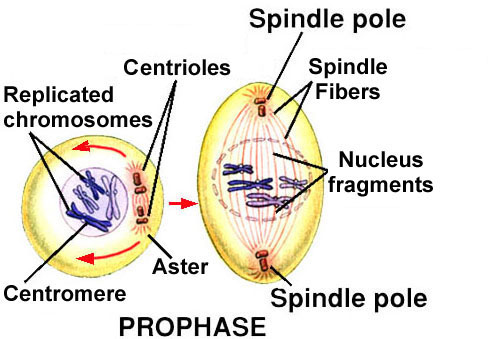 Spindle pole
Centrioles
Spindle
Fibers
Replicated
chromosomes
Nucleus
fragments
Aster
Centromere
Spindle pole
PROPHASE